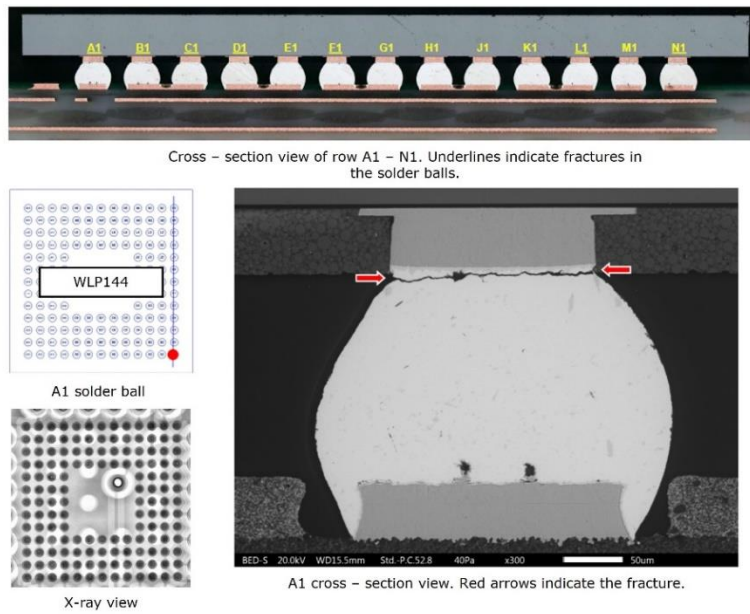 A1 B1 C1 D1 E1 F1 G1 H1 J1 K1 L1 M1 N1
Cross – section view of row A1 – N1. Underlines indicate fractures in
the solder balls.
WLP144
A1 solder ball
X-ray view
BED-S 20.0kV WD15.5mm Std.-P.C.52.8 40Pa x300 50um
A1 cross – section view. Red arrows indicate the fracture.